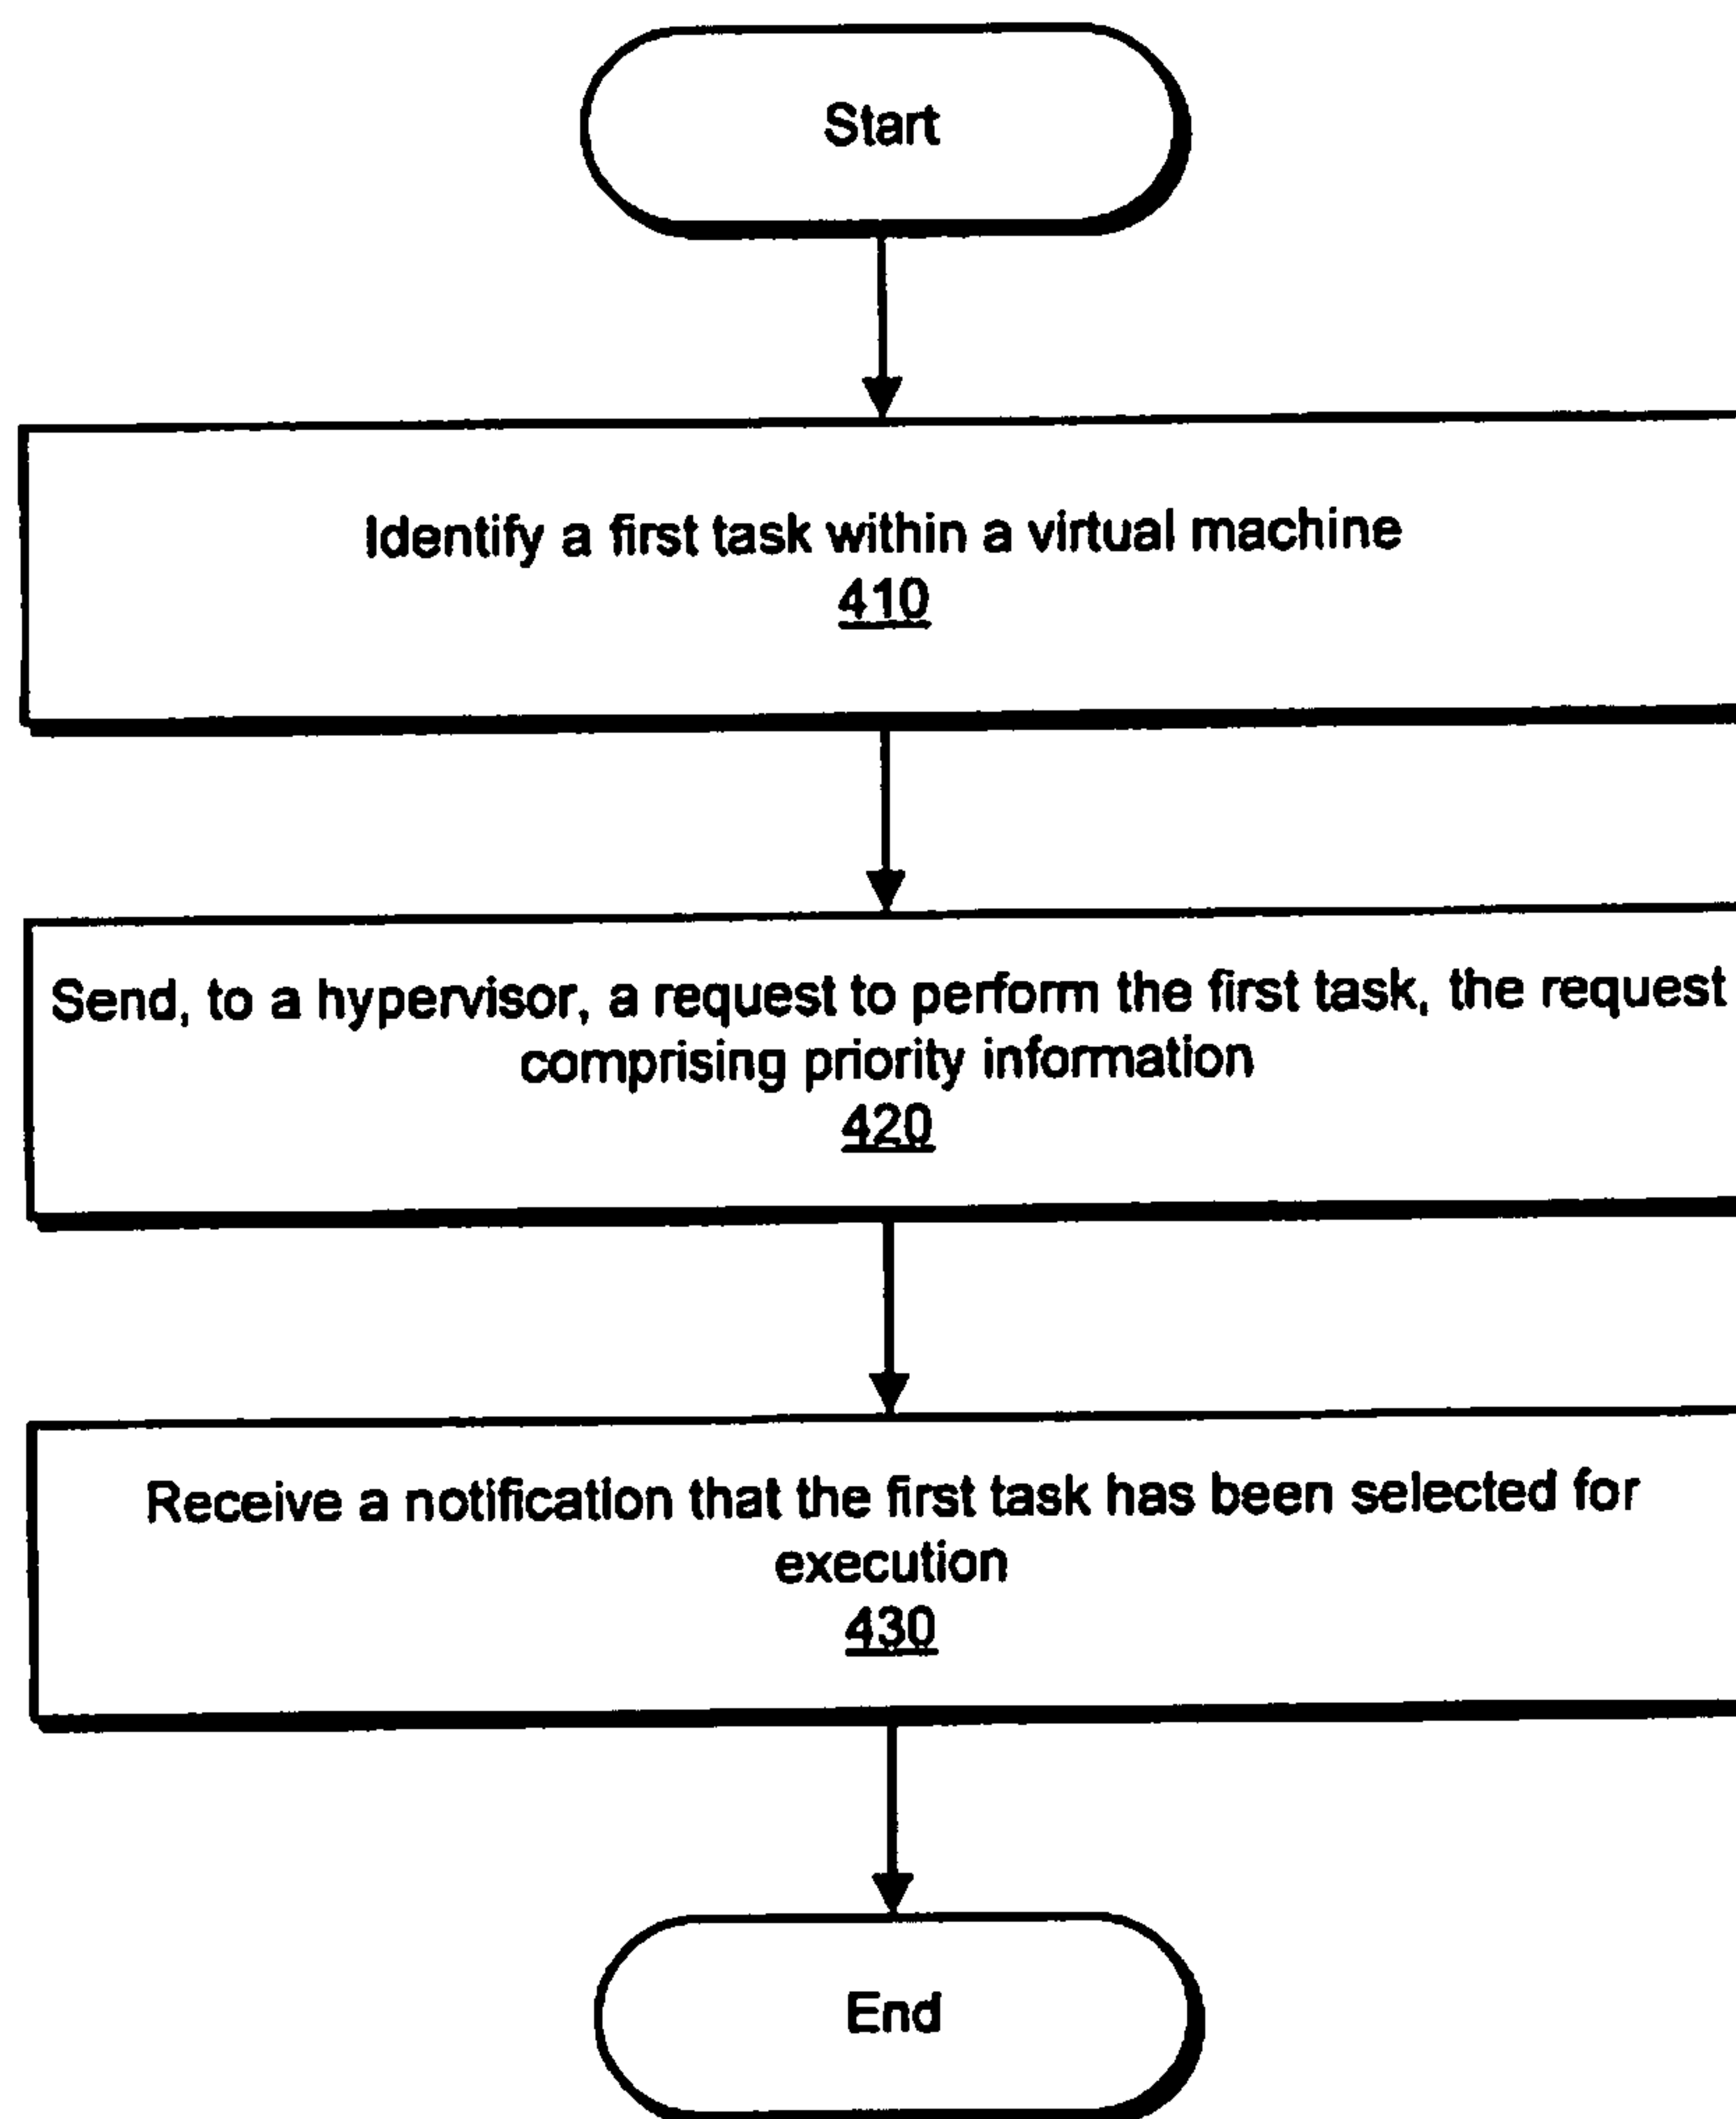 Start
Identify a first task within a virtual machine
410
Send, to a hypervisor, a request to perform the first task, the request
comprising priority information
420
Receive a notification that the first task has been selected for
execution
430
End